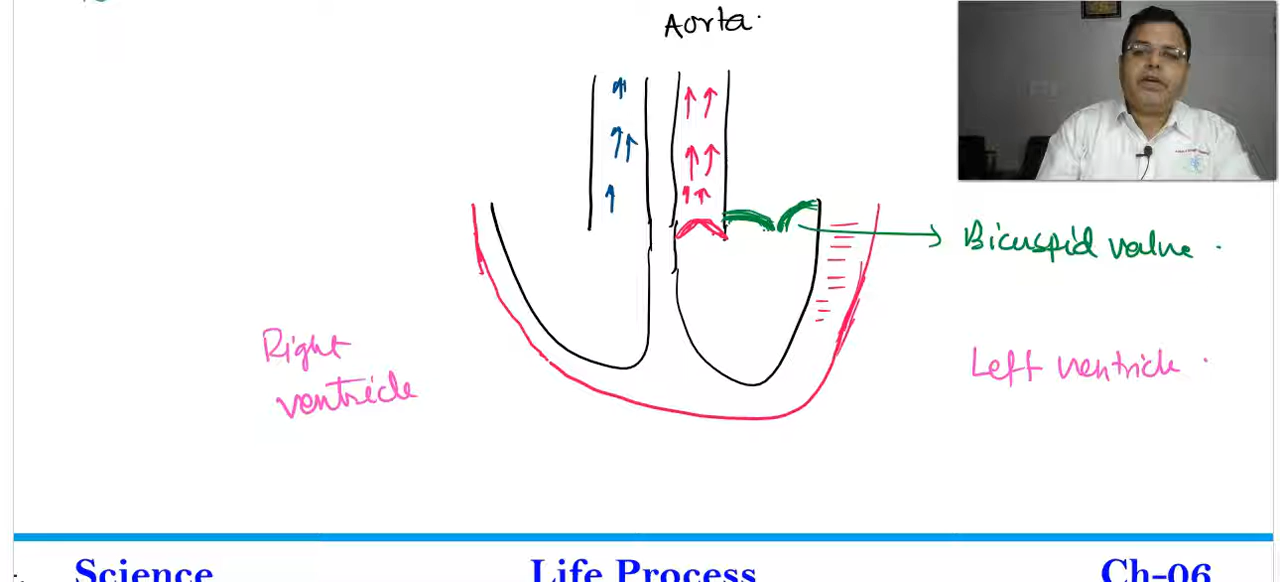 Aorta.
Bicuspid valve.
Right
ventricle
Left ventricle.
Science Life Process Ch-06